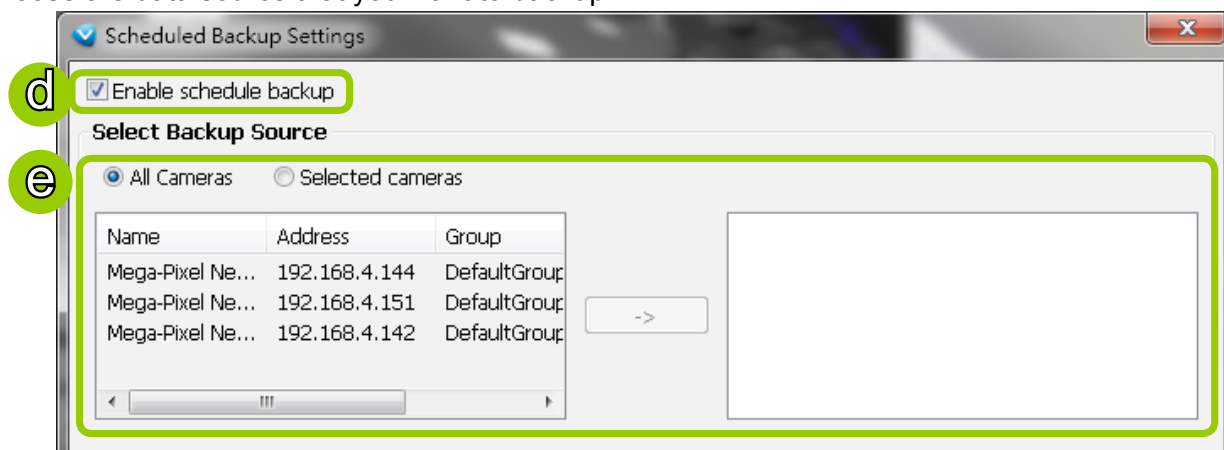 Scheduled Backup Settings
x
d
Enable schedule backup
Select Backup Source
e
All Cameras Selected cameras
Name Address Group
Mega-Pixel Ne... 192.168.4.144 DefaultGroup
Mega-Pixel Ne... 192.168.4.151 DefaultGroup
->
Mega-Pixel Ne... 192.168.4.142 DefaultGroup